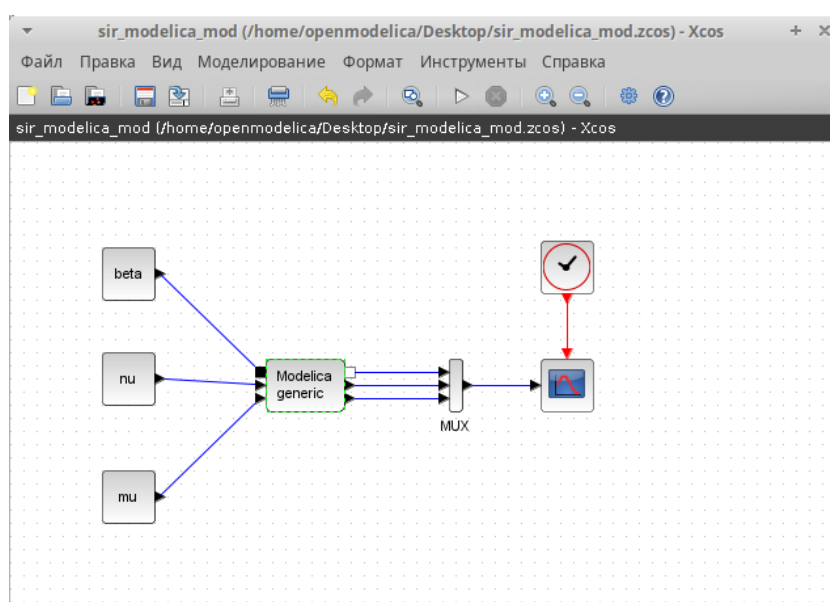 sir_modelica_mod (/home/openmodelica/Desktop/sir_modelica_mod.zcos) - Xcos
Файл Правка Вид Моделирование Формат Инструменты Справка
sir_modelica_mod (/home/openmodelica/Desktop/sir_modelica_mod.zcos) - Xcos
beta
nu
Modelica
generic
MUX
mu